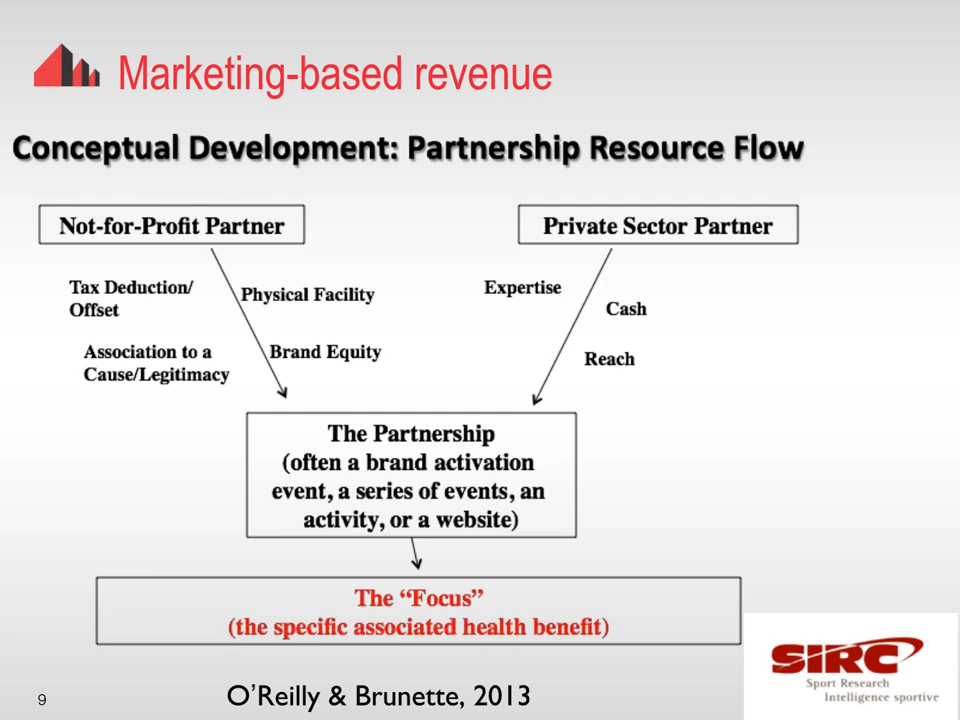 Marketing-based revenue
Conceptual Development: Partnership Resource Flow
Not-for-Profit Partner
Private Sector Partner
Tax Deduction/
Offset
Physical Facility
Association to a
Cause/Legitimacy
Brand Equity
Expertise
Cash
Reach
The Partnership
(often a brand activation
event, a series of events, an
activity, or a website)
The “Focus”
(the specific associated health benefit)
SIRC
Sport Research
Intelligence sportive
9
O’Reilly & Brunette, 2013